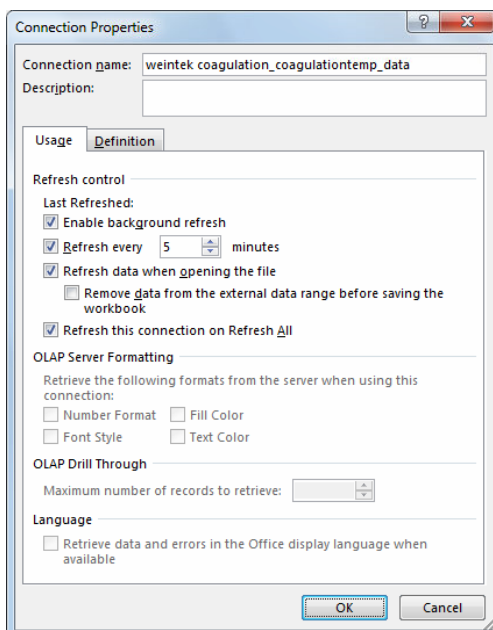 Connection Properties
?
Connection name: weintek coagulation_coagulationtemp_data
Description:
Usage Definition
Refresh control
Last Refreshed:
Enable background refresh
Refresh every 5 minutes
Refresh data when opening the file
Remove data from the external data range before saving the
workbook
Refresh this connection on Refresh All
OLAP Server Formatting
Retrieve the following formats from the server when using this
connection:
Number Format Fill Color
Font Style Text Color
OLAP Drill Through
Maximum number of records to retrieve:
Language
Retrieve data and errors in the Office display language when
available
OK Cancel